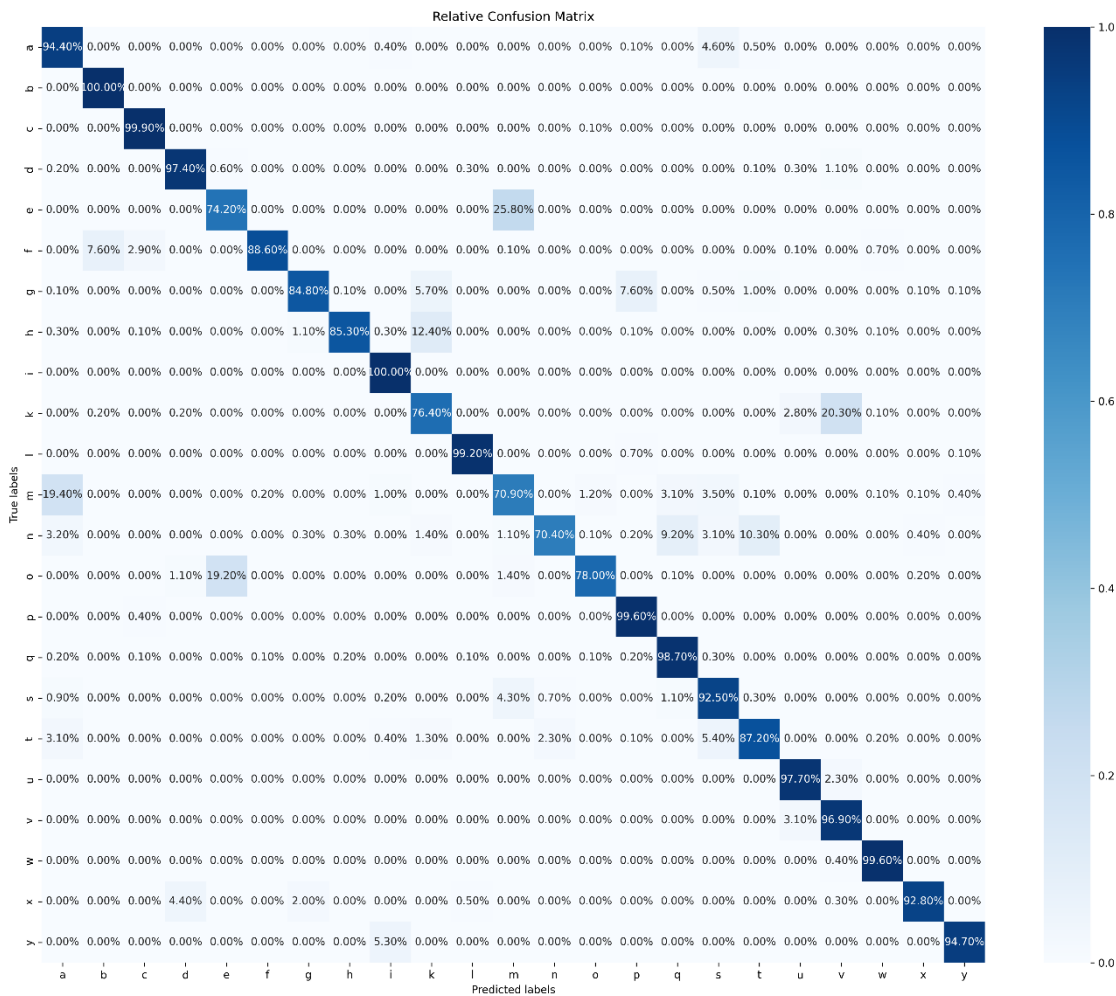 Relative Confusion Matrix
a 94.40% 0.00% 0.00% 0.00% 0.00% 0.00% 0.00% 0.00% 0.40% 0.00% 0.00% 0.00% 0.00% 0.00% 0.10% 0.00% 4.60% 0.50% 0.00% 0.00% 0.00% 0.00% 0.00%
b 0.00% 100.00% 0.00% 0.00% 0.00% 0.00% 0.00% 0.00% 0.00% 0.00% 0.00% 0.00% 0.00% 0.00% 0.00% 0.00% 0.00% 0.00% 0.00% 0.00% 0.00% 0.00% 0.00%
c 0.00% 0.00% 99.90% 0.00% 0.00% 0.00% 0.00% 0.00% 0.00% 0.00% 0.00% 0.00% 0.00% 0.10% 0.00% 0.00% 0.00% 0.00% 0.00% 0.00% 0.00% 0.00% 0.00%
d 0.20% 0.00% 0.00% 97.40% 0.60% 0.00% 0.00% 0.00% 0.00% 0.00% 0.30% 0.00% 0.00% 0.00% 0.00% 0.00% 0.00% 0.10% 0.30% 1.10% 0.00% 0.00% 0.00%
e 0.00% 0.00% 0.00% 0.00% 74.20% 0.00% 0.00% 0.00% 0.00% 0.00% 0.00% 25.80% 0.00% 0.00% 0.00% 0.00% 0.00% 0.00% 0.00% 0.00% 0.00% 0.00% 0.00%
f 0.00% 7.60% 2.90% 0.00% 0.00% 88.60% 0.00% 0.00% 0.00% 0.00% 0.00% 0.10% 0.00% 0.00% 0.00% 0.00% 0.00% 0.00% 0.10% 0.00% 0.70% 0.00% 0.00%
g 0.10% 0.00% 0.00% 0.00% 0.00% 0.00% 84.80% 0.10% 0.00% 5.70% 0.00% 0.00% 0.00% 0.00% 7.60% 0.00% 0.50% 1.00% 0.00% 0.00% 0.00% 0.10% 0.10%
h 0.30% 0.00% 0.10% 0.00% 0.00% 0.00% 1.10% 85.30% 0.30% 12.40% 0.00% 0.00% 0.00% 0.00% 0.10% 0.00% 0.00% 0.00% 0.00% 0.30% 0.10% 0.00% 0.00%
i 0.00% 0.00% 0.00% 0.00% 0.00% 0.00% 0.00% 0.00% 100.00% 0.00% 0.00% 0.00% 0.00% 0.00% 0.00% 0.00% 0.00% 0.00% 0.00% 0.00% 0.00% 0.00% 0.00%
k 0.00% 0.20% 0.00% 0.20% 0.00% 0.00% 0.00% 0.00% 0.00% 76.40% 0.00% 0.00% 0.00% 0.00% 0.00% 0.00% 0.00% 0.00% 2.80% 20.30% 0.10% 0.00% 0.00%
l 0.00% 0.00% 0.00% 0.00% 0.00% 0.00% 0.00% 0.00% 0.00% 0.00% 99.20% 0.00% 0.00% 0.00% 0.70% 0.00% 0.00% 0.00% 0.00% 0.00% 0.00% 0.00% 0.10%
m 19.40% 0.00% 0.00% 0.00% 0.00% 0.20% 0.00% 0.00% 1.00% 0.00% 0.00% 70.90% 0.00% 1.20% 0.00% 3.10% 3.50% 0.10% 0.00% 0.00% 0.10% 0.10% 0.40%
n 3.20% 0.00% 0.00% 0.00% 0.00% 0.00% 0.30% 0.30% 0.00% 1.40% 0.00% 1.10% 70.40% 0.10% 0.20% 9.20% 3.10% 10.30% 0.00% 0.00% 0.00% 0.40% 0.00%
o 0.00% 0.00% 0.00% 1.10% 19.20% 0.00% 0.00% 0.00% 0.00% 0.00% 0.00% 1.40% 0.00% 78.00% 0.00% 0.10% 0.00% 0.00% 0.00% 0.00% 0.00% 0.20% 0.00%
p 0.00% 0.00% 0.40% 0.00% 0.00% 0.00% 0.00% 0.00% 0.00% 0.00% 0.00% 0.00% 0.00% 0.00% 99.60% 0.00% 0.00% 0.00% 0.00% 0.00% 0.00% 0.00% 0.00%
q 0.20% 0.00% 0.10% 0.00% 0.00% 0.10% 0.00% 0.20% 0.00% 0.00% 0.10% 0.00% 0.00% 0.10% 0.20% 98.70% 0.30% 0.00% 0.00% 0.00% 0.00% 0.00% 0.00%
s 0.90% 0.00% 0.00% 0.00% 0.00% 0.00% 0.00% 0.00% 0.20% 0.00% 0.00% 4.30% 0.70% 0.00% 0.00% 1.10% 92.50% 0.30% 0.00% 0.00% 0.00% 0.00% 0.00%
t 3.10% 0.00% 0.00% 0.00% 0.00% 0.00% 0.00% 0.00% 0.40% 1.30% 0.00% 0.00% 2.30% 0.00% 0.10% 0.00% 5.40% 87.20% 0.00% 0.00% 0.20% 0.00% 0.00%
u 0.00% 0.00% 0.00% 0.00% 0.00% 0.00% 0.00% 0.00% 0.00% 0.00% 0.00% 0.00% 0.00% 0.00% 0.00% 0.00% 0.00% 0.00% 97.70% 2.30% 0.00% 0.00% 0.00%
v 0.00% 0.00% 0.00% 0.00% 0.00% 0.00% 0.00% 0.00% 0.00% 0.00% 0.00% 0.00% 0.00% 0.00% 0.00% 0.00% 0.00% 0.00% 3.10% 96.90% 0.00% 0.00% 0.00%
w 0.00% 0.00% 0.00% 0.00% 0.00% 0.00% 0.00% 0.00% 0.00% 0.00% 0.00% 0.00% 0.00% 0.00% 0.00% 0.00% 0.00% 0.00% 0.00% 0.40% 99.60% 0.00% 0.00%
x 0.00% 0.00% 0.00% 4.40% 0.00% 0.00% 2.00% 0.00% 0.00% 0.00% 0.50% 0.00% 0.00% 0.00% 0.00% 0.00% 0.00% 0.00% 0.00% 0.30% 0.00% 92.80% 0.00%
y 0.00% 0.00% 0.00% 0.00% 0.00% 0.00% 0.00% 0.00% 5.30% 0.00% 0.00% 0.00% 0.00% 0.00% 0.00% 0.00% 0.00% 0.00% 0.00% 0.00% 0.00% 0.00% 94.70%
a b c d e f g h i k l m n o p q s t u v w x y
Predicted labels
True labels
1.0
0.8
0.6
0.4
0.2
0.0